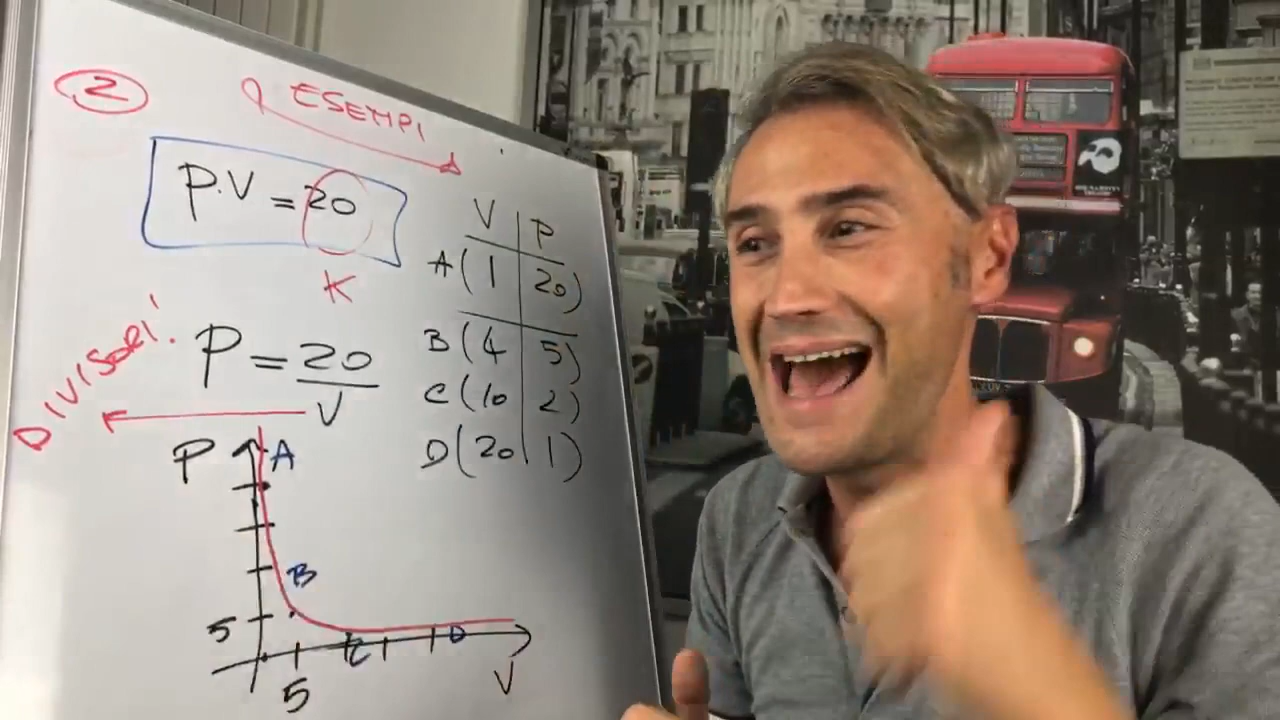 2
ESEMPI
P.V = 20
K
V P
A(1 20)
B(4 5)
C(10 2)
D(20 1)
DIVISORI!
P = 20
V
P
A
B
5
C
D
5
V